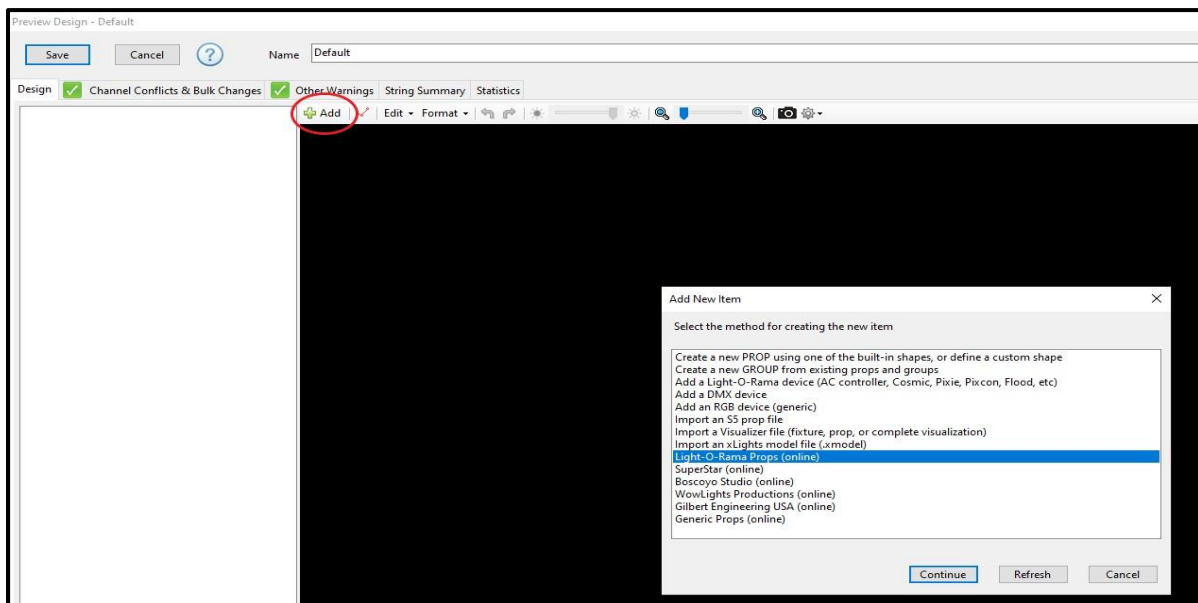 Preview Design - Default
Save Cancel ? Name Default
Design Channel Conflicts & Bulk Changes Other Warnings String Summary Statistics
Add Edit Format
Add New Item
Select the method for creating the new item
Create a new PROP using one of the built-in shapes, or define a custom shape
Create a new GROUP from existing props and groups
Add a Light-O-Rama device (AC controller, Cosmic, Pixie, Pixcon, Flood, etc)
Add a DMX device
Add an RGB device (generic)
Import an S5 prop file
Import a Visualizer file (fixture, prop, or complete visualization)
Import an xLights model file (.xmodel)
Light-O-Rama Props (online)
SuperStar (online)
Boscoyo Studio (online)
WowLights Productions (online)
Gilbert Engineering USA (online)
Generic Props (online)
Continue Refresh Cancel